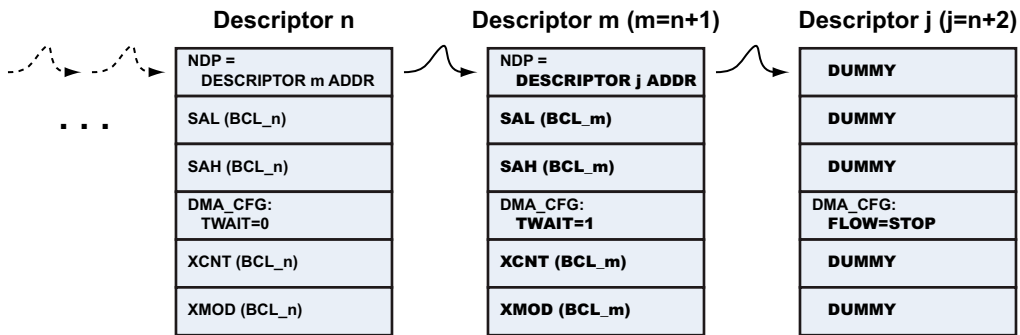 Descriptor n
Descriptor m (m=n+1)
Descriptor j (j=n+2)
. . .
NDP =
DESCRIPTOR m ADDR
SAL (BCL_n)
SAH (BCL_n)
DMA_CFG:
TWAIT=0
XCNT (BCL_n)
XMOD (BCL_n)
NDP =
DESCRIPTOR j ADDR
SAL (BCL_m)
SAH (BCL_m)
DMA_CFG:
TWAIT=1
XCNT (BCL_m)
XMOD (BCL_m)
DUMMY
DUMMY
DUMMY
DMA_CFG:
FLOW=STOP
DUMMY
DUMMY